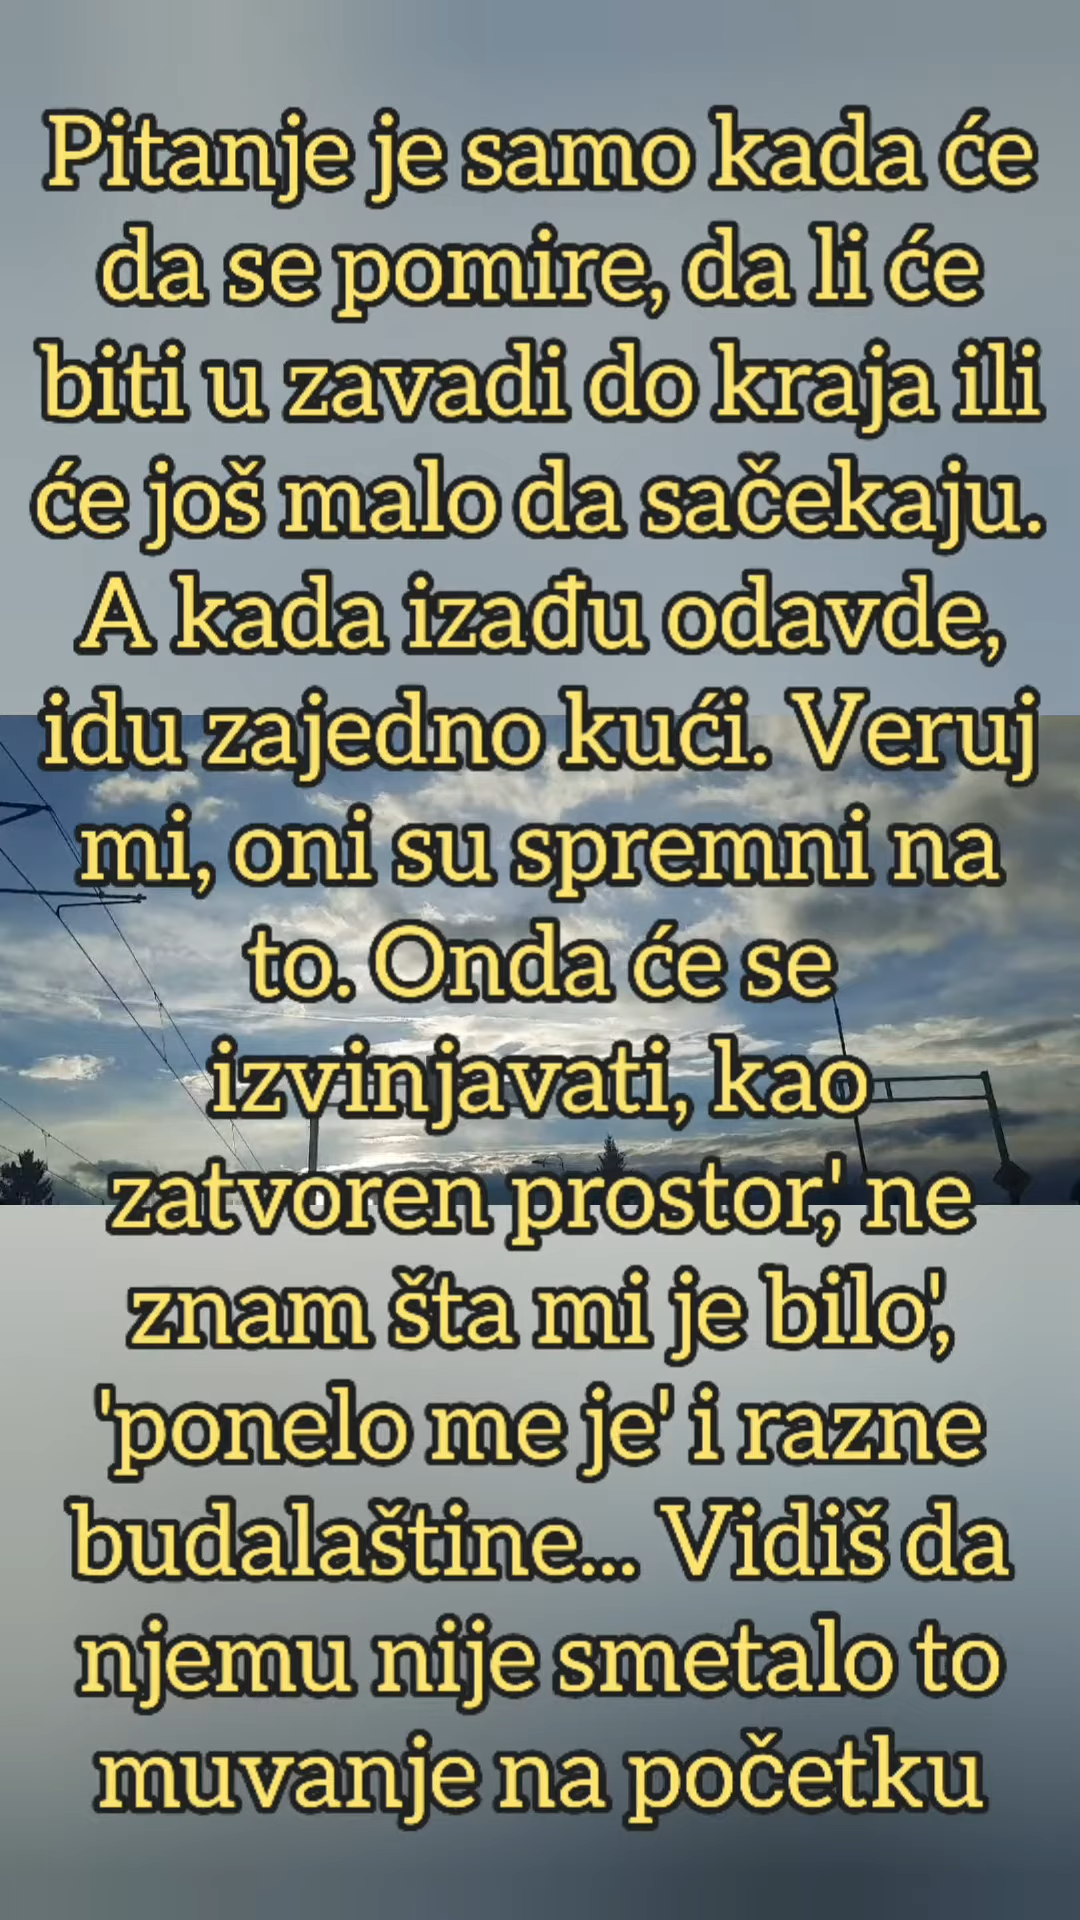 Pitanje je samo kada će
da se pomire, da li će
biti u zavadi do kraja ili
će još malo da sačekaju.
A kada izađu odavde,
idu zajedno kući. Veruj
mi, oni su spremni na
to. Onda će se
izvinjavati, kao
zatvoren prostor,' ne
znam šta mi je bilo',
'ponelo me je' i razne
budalaštine... Vidiš da
njemu nije smetalo to
muvanje na početku